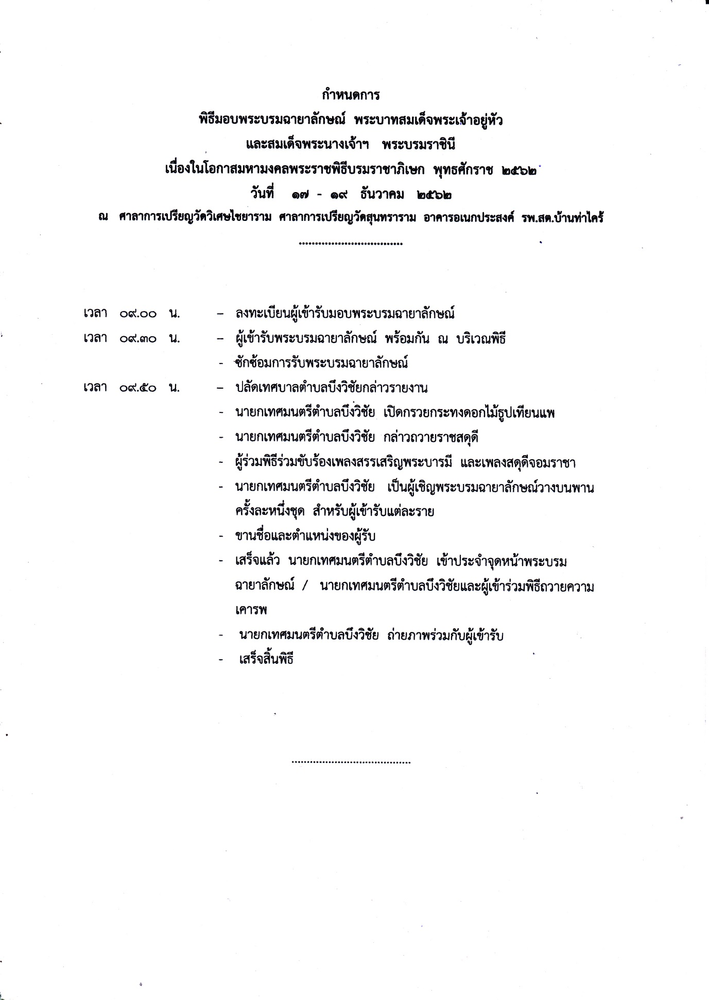 กำหนดการ
พิธีมอบพระบรมฉายาลักษณ์ พระบาทสมเด็จพระเจ้าอยู่หัว
และสมเด็จพระนางเจ้าฯ พระบรมราชินี
เนื่องในโอกาสมหามงคลพระราชพิธีบรมราชาภิเษก พุทธศักราช ๒๕๖๒
วันที่ ๑๗ - ๑๙ ธันวาคม ๒๕๖๒
ณ ศาลาการเปรียญวัดวิเศษไชยาราม ศาลาการเปรียญวัดสุนทราราม อาคารอเนกประสงค์ รพ.สต.บ้านท่าไคร้
................................
เวลา ๐๙.๐๐ น. – ลงทะเบียนผู้เข้ารับมอบพระบรมฉายาลักษณ์
เวลา ๐๙.๓๐ น. – ผู้เข้ารับพระบรมฉายาลักษณ์ พร้อมกัน ณ บริเวณพิธี
- ซักซ้อมการรับพระบรมฉายาลักษณ์
เวลา ๐๙.๕๐ น. – ปลัดเทศบาลตำบลบึงวิชัยกล่าวรายงาน
- นายกเทศมนตรีตำบลบึงวิชัย เปิดกรวยกระทงดอกไม้ธูปเทียนแพ
- นายกเทศมนตรีตำบลบึงวิชัย กล่าวถวายราชสดุดี
- ผู้ร่วมพิธีร่วมขับร้องเพลงสรรเสริญพระบารมี และเพลงสดุดีจอมราชา
- นายกเทศมนตรีตำบลบึงวิชัย เป็นผู้เชิญพระบรมฉายาลักษณ์วางบนพาน
ครั้งละหนึ่งชุด สำหรับผู้เข้ารับแต่ละราย
- ขานชื่อและตำแหน่งของผู้รับ
- เสร็จแล้ว นายกเทศมนตรีตำบลบึงวิชัย เข้าประจำจุดหน้าพระบรม
ฉายาลักษณ์ / นายกเทศมนตรีตำบลบึงวิชัยและผู้เข้าร่วมพิธีถวายความ
เคารพ
- นายกเทศมนตรีตำบลบึงวิชัย ถ่ายภาพร่วมกับผู้เข้ารับ
- เสร็จสิ้นพิธี
.......................................